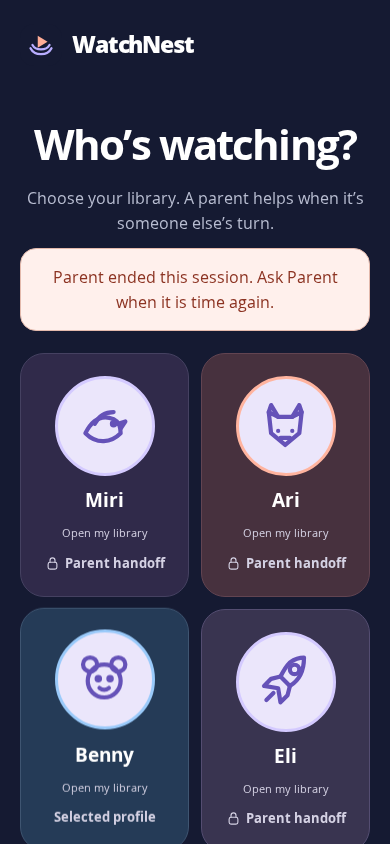 WatchNest
Who’s watching?
Choose your library. A parent helps when it’s
someone else’s turn.
Parent ended this session. Ask Parent
when it is time again.
Miri
Open my library
Parent handoff
Ari
Open my library
Parent handoff
Benny
Open my library
Selected profile
Eli
Open my library
Parent handoff